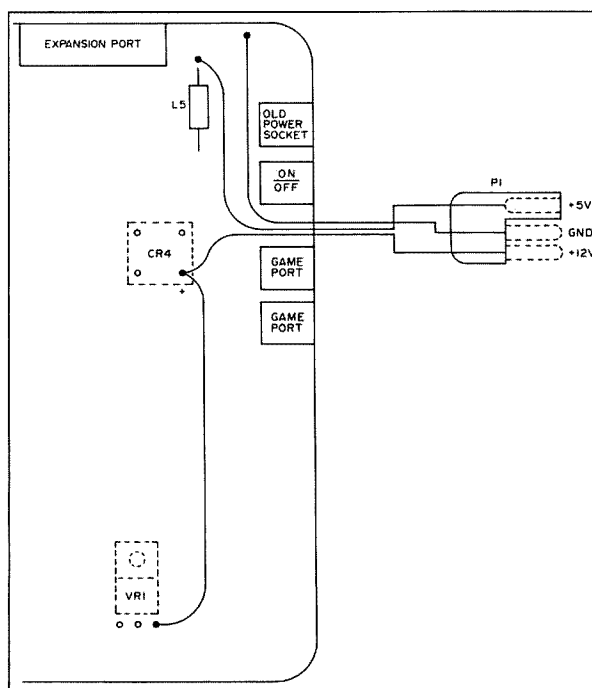 EXPANSION PORT
L5
OLD
POWER
SOCKET
ON
OFF
P1
+5V
GND
+12V
CR4
+
GAME
PORT
GAME
PORT
VR1